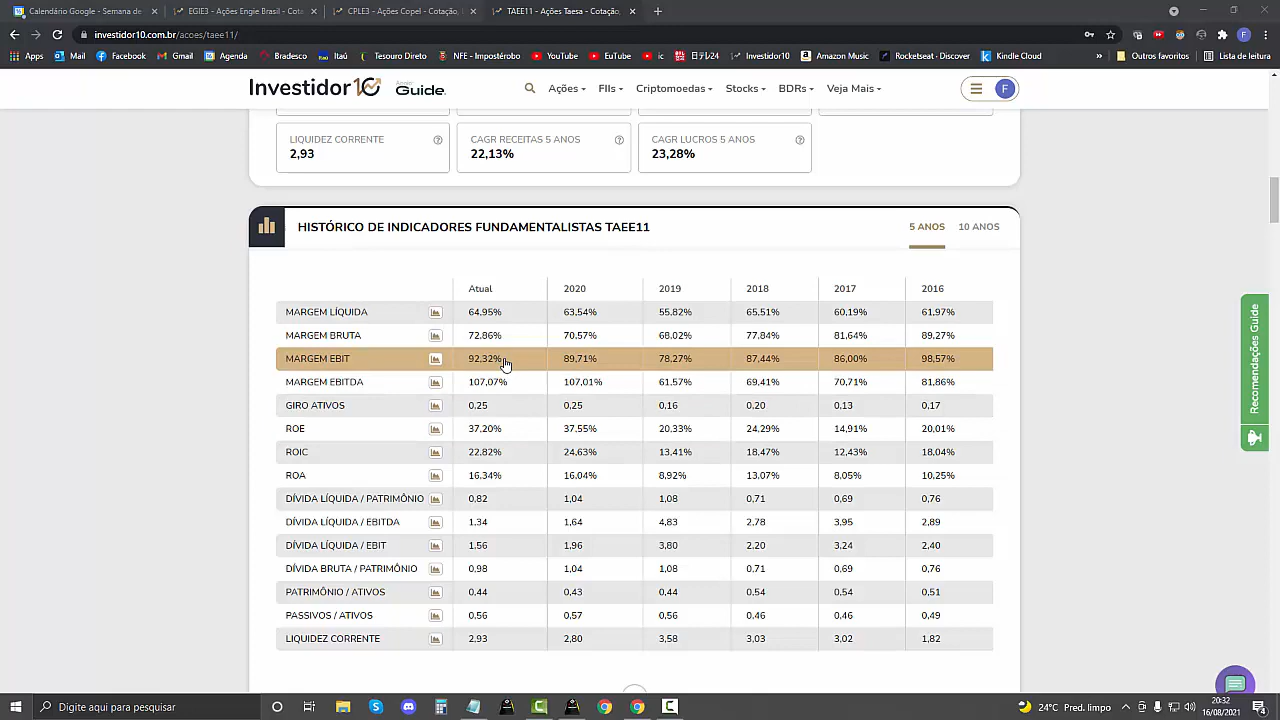 Calendário Google - Semana de
EGIE3 - Ações Engie Brasil - Cota
CPLE3 - Ações Copel - Cotação,
TAEE11 - Ações Taesa - Cotação,
investidor10.com.br/acoes/taee11/
Apps Mail Facebook Gmail Agenda Bradesco Itaú Tesouro Direto NFE - Impostérobo YouTube YouTube ic Investidor10 Amazon Music Rocketseat | Discover Kindle Cloud Outros favoritos Lista de leitura
Investidor10 Guide. Ações FIIs Criptomoedas Stocks BDRs Veja Mais F
LIQUIDEZ CORRENTE CAGR RECEITAS 5 ANOS CAGR LUCROS 5 ANOS
2,93 22,13% 23,28%
HISTÓRICO DE INDICADORES FUNDAMENTALISTAS TAEE11 5 ANOS 10 ANOS
Atual 2020 2019 2018 2017 2016
MARGEM LÍQUIDA 64,95% 63,54% 55,82% 65,51% 60,19% 61,97%
MARGEM BRUTA 72,86% 70,57% 68,02% 77,84% 81,64% 89,27%
MARGEM EBIT 92,32% 89,71% 78,27% 87,44% 86,00% 98,57%
MARGEM EBITDA 107,07% 107,01% 61,57% 69,41% 70,71% 81,86%
GIRO ATIVOS 0,25 0,25 0,16 0,20 0,13 0,17
ROE 37,20% 37,55% 20,33% 24,29% 14,91% 20,01%
ROIC 22,82% 24,63% 13,41% 18,47% 12,43% 18,04%
ROA 16,34% 16,04% 8,92% 13,07% 8,05% 10,25%
DÍVIDA LÍQUIDA / PATRIMÔNIO 0,82 1,04 1,08 0,71 0,69 0,76
DÍVIDA LÍQUIDA / EBITDA 1,34 1,64 4,83 2,78 3,95 2,89
DÍVIDA LÍQUIDA / EBIT 1,56 1,96 3,80 2,20 3,24 2,40
DÍVIDA BRUTA / PATRIMÔNIO 0,98 1,04 1,08 0,71 0,69 0,76
PATRIMÔNIO / ATIVOS 0,44 0,43 0,44 0,54 0,54 0,51
PASSIVOS / ATIVOS 0,56 0,57 0,56 0,46 0,46 0,49
LIQUIDEZ CORRENTE 2,93 2,80 3,58 3,03 3,02 1,82
Recomendações Guide
Digite aqui para pesquisar
24°C Pred. limpo
20:32
16/08/2021